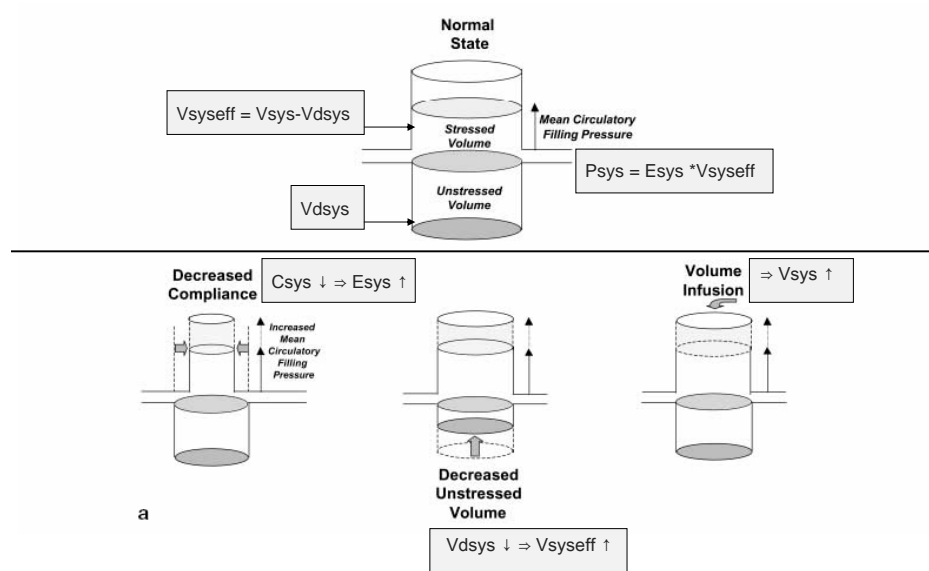 Normal
State
Vsyseff = Vsys-Vdsys
Stressed
Volume
Mean Circulatory
Filling Pressure
Psys = Esys *Vsyseff
Unstressed
Volume
Vdsys
Decreased
Compliance
Csys ↓ ⇒ Esys ↑
Increased
Mean
Circulatory
Filling
Pressure
Volume
Infusion
⇒ Vsys ↑
Decreased
Unstressed
Volume
a
Vdsys ↓ ⇒ Vsyseff ↑